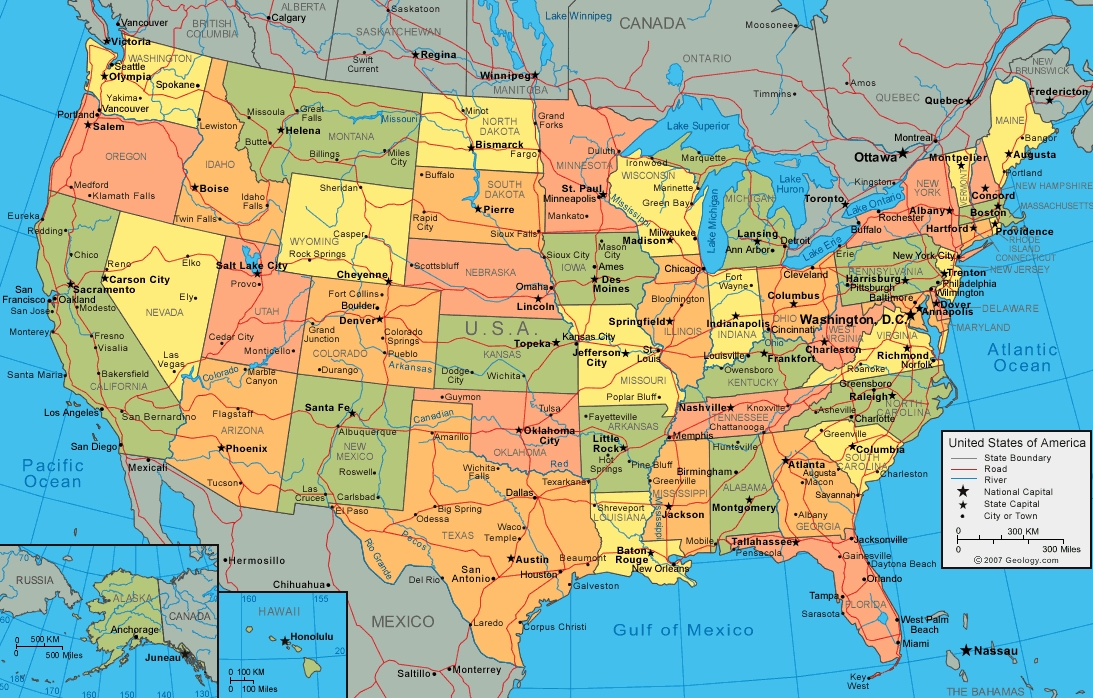 CANADA
BRITISH
COLUMBIA
ALBERTA
SASKATCHEWAN
MANITOBA
ONTARIO
QUEBEC
NEW
BRUNSWICK
Vancouver
Victoria
Calgary
Saskatoon
Swift
Current
Regina
Winnipeg
Lake Winnipeg
Moosonee
Amos
Timmins
Quebec
Fredericton
Montreal
Ottawa
Kingston
Toronto
WASHINGTON
Seattle
Olympia
Yakima
Vancouver
Spokane
Portland
Salem
OREGON
Medford
Klamath Falls
IDAHO
Lewiston
Boise
Idaho
Falls
Twin Falls
MONTANA
Missoula
Great
Falls
Missouri
Helena
Butte
Billings
Miles
City
NORTH
DAKOTA
Minot
Grand
Forks
Bismarck
Fargo
SOUTH
DAKOTA
Buffalo
Pierre
Rapid
City
Sioux Falls
MINNESOTA
Duluth
St. Paul
Minneapolis
Mankato
Mississippi
WISCONSIN
Ironwood
Marquette
Marinette
Green Bay
Madison
Milwaukee
Lake Superior
Lake Michigan
Lake
Huron
Lake Ontario
Lake Erie
MICHIGAN
Lansing
Ann Arbor
Detroit
WYOMING
Sheridan
Casper
Rock Springs
Cheyenne
NEBRASKA
Scottsbluff
Omaha
Lincoln
IOWA
Sioux City
Mason
City
Ames
Des
Moines
ILLINOIS
Chicago
Bloomington
Springfield
INDIANA
Fort
Wayne
Indianapolis
OHIO
Cleveland
Columbus
Cincinnati
Ohio
PENNSYLVANIA
Erie
Harrisburg
Pittsburgh
Philadelphia
NEW
YORK
Buffalo
Rochester
Albany
New York City
VERMONT
Montpelier
MAINE
Bangor
Augusta
Portland
NEW HAMPSHIRE
Concord
MASSACHUSETTS
Boston
Providence
RHODE
ISLAND
Hartford
CONNECTICUT
NEW JERSEY
Trenton
Wilmington
Dover
DELAWARE
Baltimore
Annapolis
MARYLAND
Washington, D.C.
WEST
VIRGINIA
Charleston
VIRGINIA
Richmond
Norfolk
Roanoke
KENTUCKY
Louisville
Frankfort
Owensboro
TENNESSEE
Nashville
Knoxville
Chattanooga
Memphis
NORTH
CAROLINA
Greensboro
Raleigh
Asheville
Charlotte
SOUTH
CAROLINA
Greenville
Columbia
Charleston
GEORGIA
Atlanta
Augusta
Macon
Savannah
Albany
ALABAMA
Huntsville
Birmingham
Montgomery
Mobile
MISSISSIPPI
Greenville
Jackson
Mississippi
FLORIDA
Tallahassee
Pensacola
Jacksonville
Gainesville
Daytona Beach
Orlando
Tampa
Sarasota
West Palm
Beach
Miami
Key
West
Eureka
Redding
Chico
Sacramento
San
Francisco
Oakland
San Jose
Modesto
Monterey
Fresno
Visalia
Bakersfield
Santa Maria
CALIFORNIA
Los Angeles
San Bernardino
San Diego
NEVADA
Reno
Carson City
Elko
Ely
Las
Vegas
UTAH
Salt Lake City
Provo
Cedar City
Monticello
Colorado
COLORADO
Fort Collins
Boulder
Denver
Grand
Junction
Colorado
Springs
Pueblo
Durango
Arkansas
ARIZONA
Marble
Canyon
Flagstaff
Phoenix
Tucson
NEW
MEXICO
Santa Fe
Albuquerque
Roswell
Las
Cruces
Carlsbad
U.S.A.
KANSAS
Topeka
Dodge
City
Wichita
MISSOURI
Kansas City
Jefferson
City
St.
Louis
Poplar Bluff
OKLAHOMA
Guymon
Tulsa
Canadian
Oklahoma
City
Red
ARKANSAS
Fayetteville
Little
Rock
Hot
Springs
Pine Bluff
Texarkana
LOUISIANA
Shreveport
Baton
Rouge
New Orleans
TEXAS
Amarillo
Wichita
Falls
Dallas
El Paso
Big Spring
Odessa
Waco
Temple
Austin
Beaumont
Houston
Galveston
San
Antonio
Del Rio
Laredo
Corpus Christi
Pecos
Rio Grande
MEXICO
Mexicali
Hermosillo
Chihuahua
Saltillo
Monterrey
Pacific
Ocean
Atlantic
Ocean
Gulf of Mexico
Nassau
THE BAHAMAS
RUSSIA
ALASKA
CANADA
Anchorage
Juneau
70
60
50
180
170
160
150
140
130
0 500 KM
0 500 Miles
HAWAII
160
155
20
Honolulu
0 100 KM
0 100 Miles
United States of America
State Boundary
Road
River
National Capital
State Capital
City or Town
0 300 KM
0 300 Miles
© 2007 Geology.com